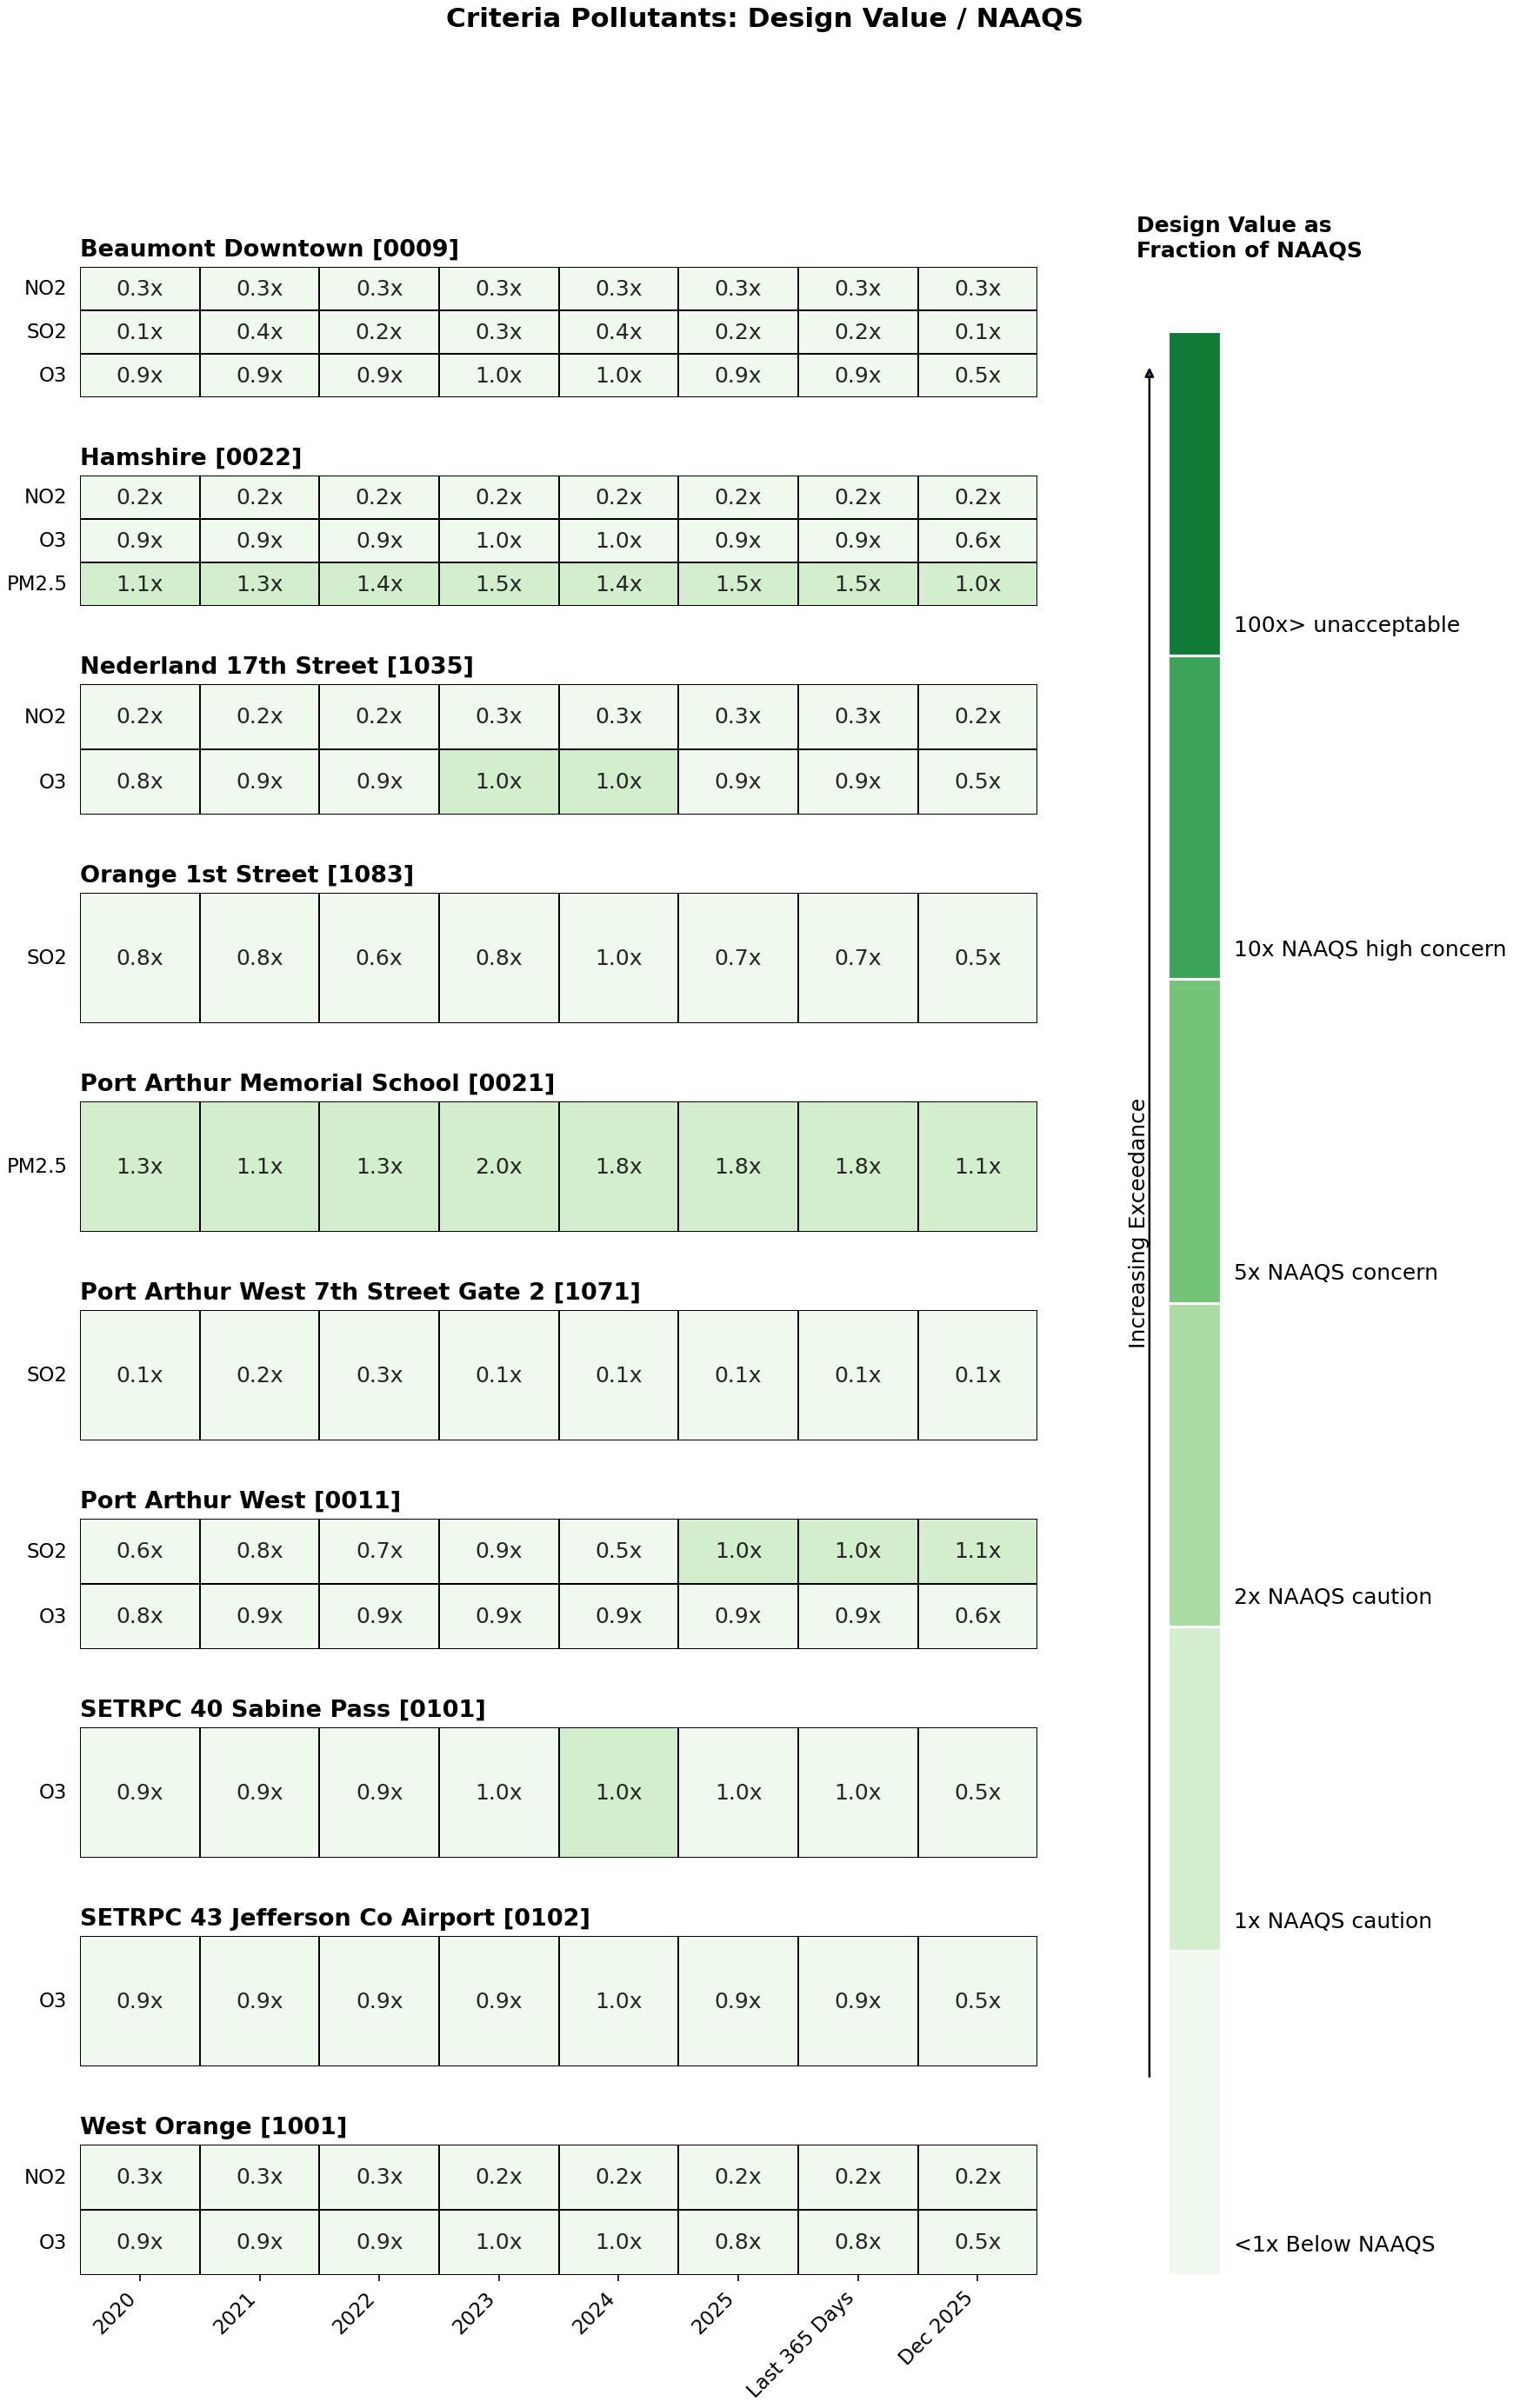 Criteria Pollutants: Design Value / NAAQS
Beaumont Downtown [0009]
NO2 0.3x 0.3x 0.3x 0.3x 0.3x 0.3x 0.3x 0.3x
SO2 0.1x 0.4x 0.2x 0.3x 0.4x 0.2x 0.2x 0.1x
O3 0.9x 0.9x 0.9x 1.0x 1.0x 0.9x 0.9x 0.5x
Hamshire [0022]
NO2 0.2x 0.2x 0.2x 0.2x 0.2x 0.2x 0.2x 0.2x
O3 0.9x 0.9x 0.9x 1.0x 1.0x 0.9x 0.9x 0.6x
PM2.5 1.1x 1.3x 1.4x 1.5x 1.4x 1.5x 1.5x 1.0x
Nederland 17th Street [1035]
NO2 0.2x 0.2x 0.2x 0.3x 0.3x 0.3x 0.3x 0.2x
O3 0.8x 0.9x 0.9x 1.0x 1.0x 0.9x 0.9x 0.5x
Orange 1st Street [1083]
SO2 0.8x 0.8x 0.6x 0.8x 1.0x 0.7x 0.7x 0.5x
Port Arthur Memorial School [0021]
PM2.5 1.3x 1.1x 1.3x 2.0x 1.8x 1.8x 1.8x 1.1x
Port Arthur West 7th Street Gate 2 [1071]
SO2 0.1x 0.2x 0.3x 0.1x 0.1x 0.1x 0.1x 0.1x
Port Arthur West [0011]
SO2 0.6x 0.8x 0.7x 0.9x 0.5x 1.0x 1.0x 1.1x
O3 0.8x 0.9x 0.9x 0.9x 0.9x 0.9x 0.9x 0.6x
SETRPC 40 Sabine Pass [0101]
O3 0.9x 0.9x 0.9x 1.0x 1.0x 1.0x 1.0x 0.5x
SETRPC 43 Jefferson Co Airport [0102]
O3 0.9x 0.9x 0.9x 0.9x 1.0x 0.9x 0.9x 0.5x
West Orange [1001]
NO2 0.3x 0.3x 0.3x 0.2x 0.2x 0.2x 0.2x 0.2x
O3 0.9x 0.9x 0.9x 1.0x 1.0x 0.8x 0.8x 0.5x
2020 2021 2022 2023 2024 2025 Last 365 Days Dec 2025
Design Value as
Fraction of NAAQS
Increasing Exceedance
100x> unacceptable
10x NAAQS high concern
5x NAAQS concern
2x NAAQS caution
1x NAAQS caution
<1x Below NAAQS